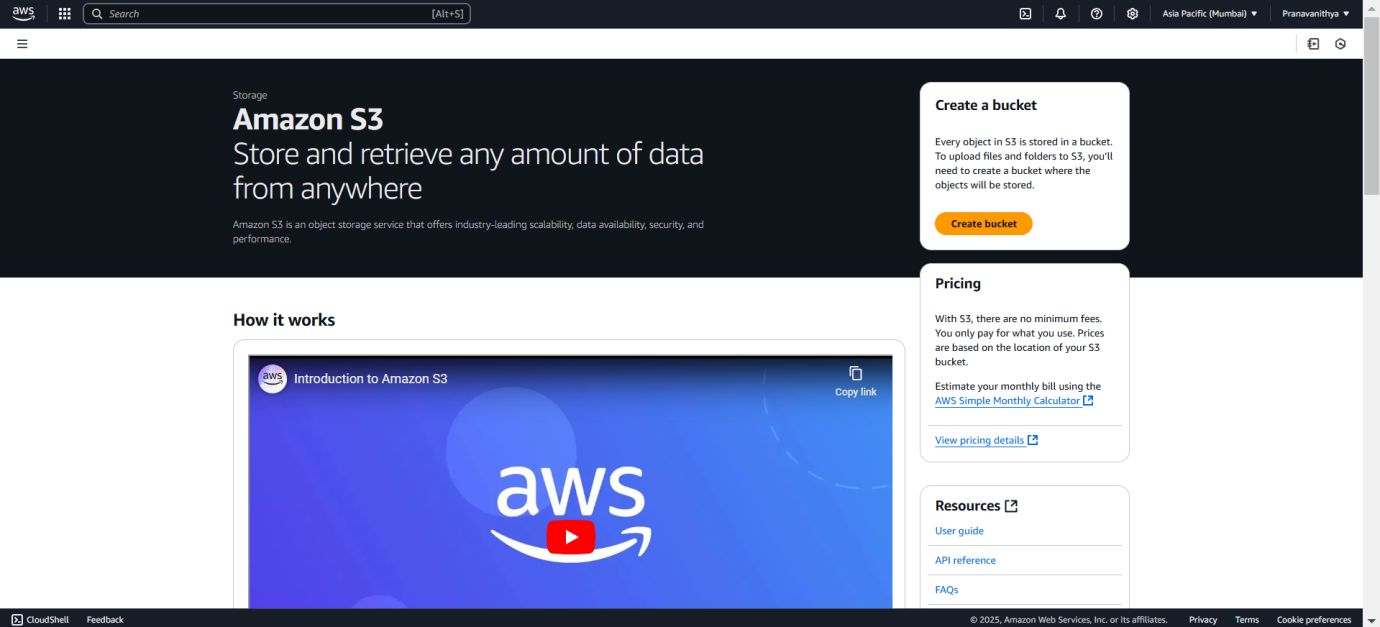 aws
Search
[Alt+S]
Asia Pacific (Mumbai)
Pranavanithya
Storage
Amazon S3
Store and retrieve any amount of data
from anywhere
Amazon S3 is an object storage service that offers industry-leading scalability, data availability, security, and
performance.
Create a bucket
Every object in S3 is stored in a bucket.
To upload files and folders to S3, you'll
need to create a bucket where the
objects will be stored.
Create bucket
Pricing
With S3, there are no minimum fees.
You only pay for what you use. Prices
are based on the location of your S3
bucket.
Estimate your monthly bill using the
AWS Simple Monthly Calculator
View pricing details
How it works
aws
Introduction to Amazon S3
Copy link
aws
Resources
User guide
API reference
FAQs
CloudShell
Feedback
© 2025, Amazon Web Services, Inc. or its affiliates.
Privacy
Terms
Cookie preferences